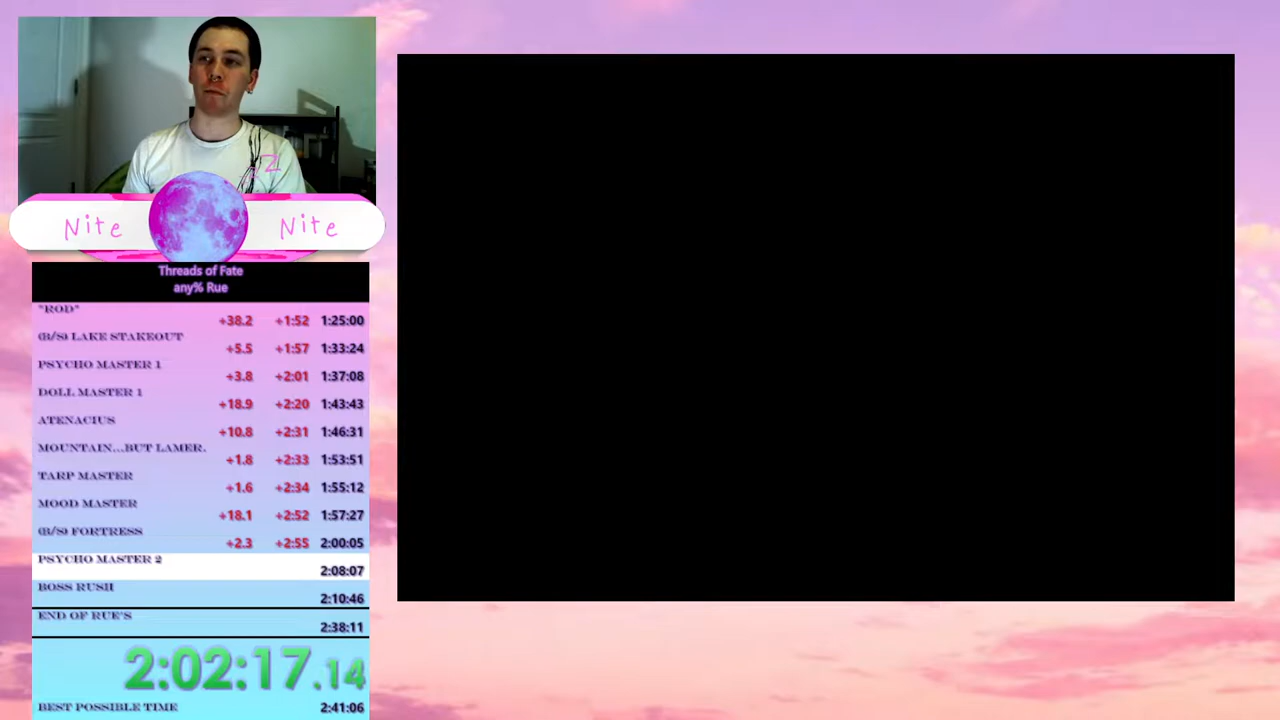 Nite Nite
Threads of Fate
any% Rue
"ROD"
+38.2 +1:52 1:25:00
(B/S) LAKE STAKEOUT
+5.5 +1:57 1:33:24
PSYCHO MASTER 1
+3.8 +2:01 1:37:08
DOLL MASTER 1
+18.9 +2:20 1:43:43
ATENACIUS
+10.8 +2:31 1:46:31
MOUNTAIN...BUT LAMER.
+1.8 +2:33 1:53:51
TARP MASTER
+1.6 +2:34 1:55:12
MOOD MASTER
+18.1 +2:52 1:57:27
(B/S) FORTRESS
+2.3 +2:55 2:00:05
PSYCHO MASTER 2
2:08:07
BOSS RUSH
2:10:46
END OF RUE'S
2:38:11
2:02:17.14
BEST POSSIBLE TIME 2:41:06